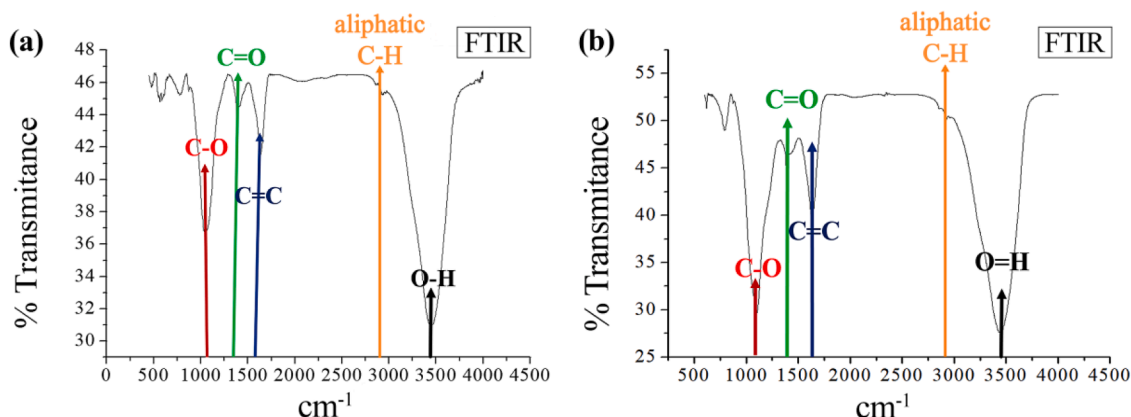 (a)
FTIR
aliphatic
C-H
C=O
C-O
C=C
O-H
% Transmitance
48
46
44
42
40
38
36
34
32
30
0 500 1000 1500 2000 2500 3000 3500 4000 4500
cm-1
(b)
FTIR
aliphatic
C-H
C=O
C=C
C-O
O=H
% Transmitance
55
50
45
40
35
30
25
500 1000 1500 2000 2500 3000 3500 4000 4500
cm-1